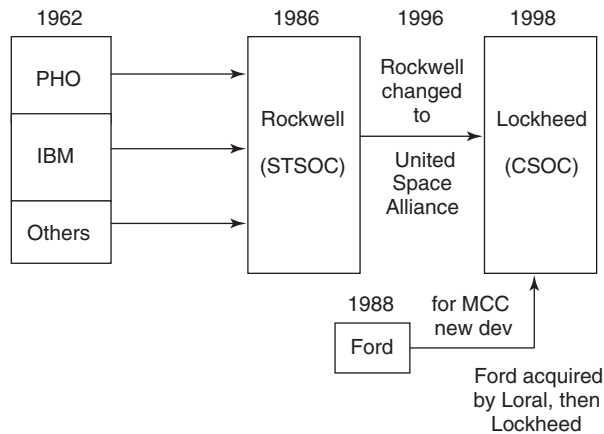 1962
1986
1996
1998
PHO
IBM
Others
Rockwell
(STSOC)
Rockwell
changed
to
United
Space
Alliance
Lockheed
(CSOC)
1988
Ford
for MCC
new dev
Ford acquired
by Loral, then
Lockheed